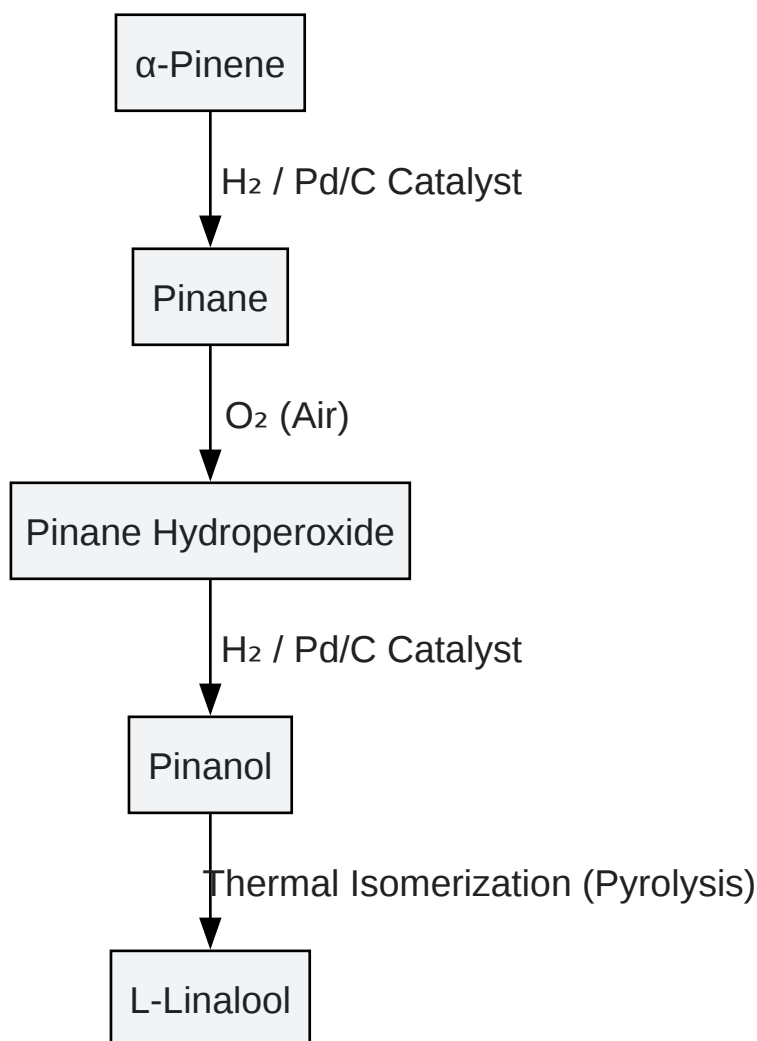 α-Pinene
H₂ / Pd/C Catalyst
Pinane
O₂ (Air)
Pinane Hydroperoxide
H₂ / Pd/C Catalyst
Pinanol
Thermal Isomerization (Pyrolysis)
L-Linalool